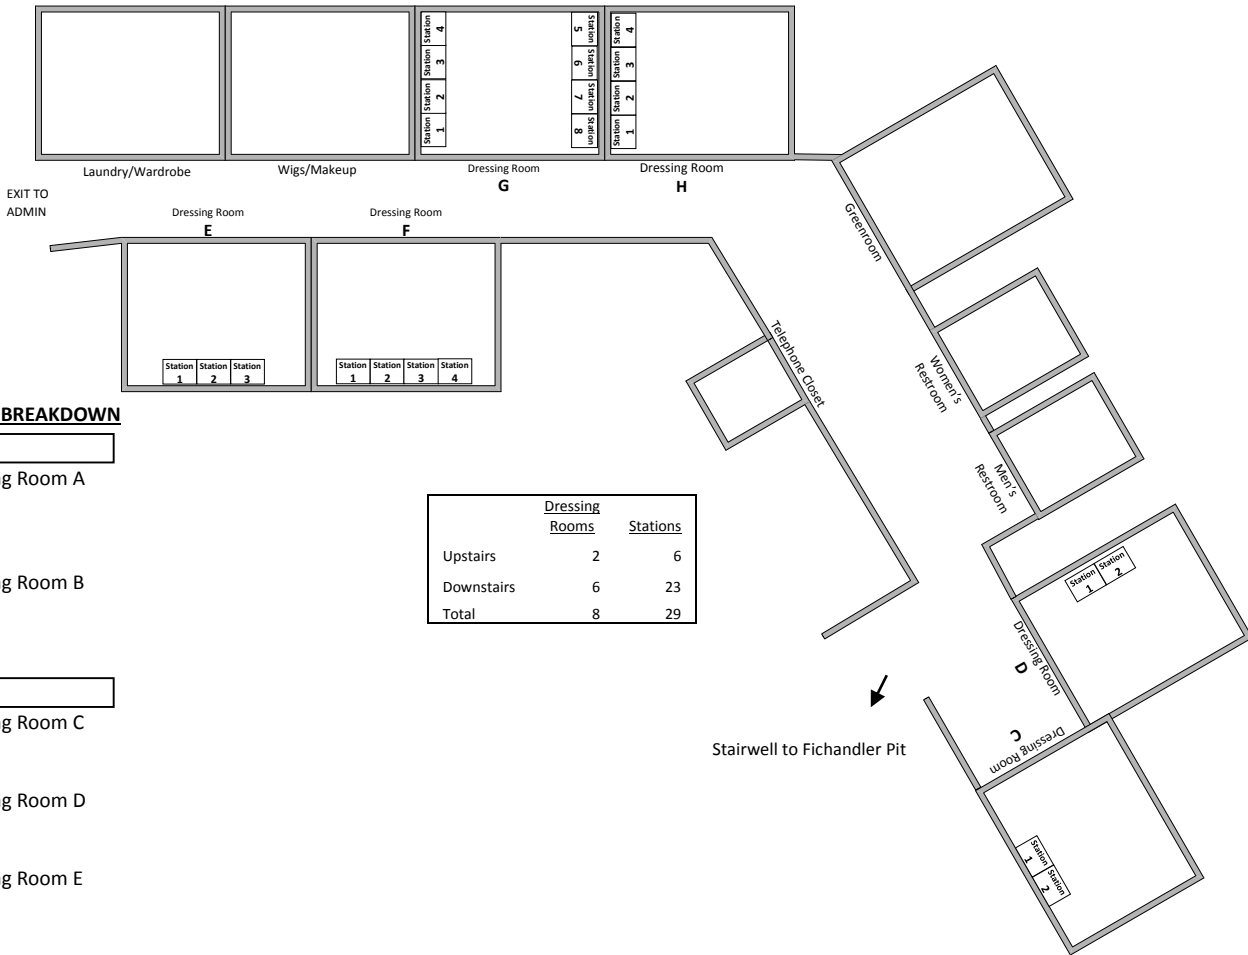 Station 4
Station 3
Station 2
Station 1
Station 5
Station 6
Station 7
Station 8
Station 4
Station 3
Station 2
Station 1
Laundry/Wardrobe
Wigs/Makeup
Dressing Room
G
Dressing Room
H
EXIT TO
ADMIN
Dressing Room
E
Dressing Room
F
Greenroom
Station 1
Station 2
Station 3
Station 1
Station 2
Station 3
Station 4
Telephone Closet
Women's
Restroom
Men's
Restroom
BREAKDOWN
g Room A
g Room B
g Room C
g Room D
g Room E
Dressing
Rooms Stations
Upstairs 2 6
Downstairs 6 23
Total 8 29
Station 1
Station 2
Dressing Room
D
Dressing Room
C
Stairwell to Fichandler Pit
Station 1
Station 2